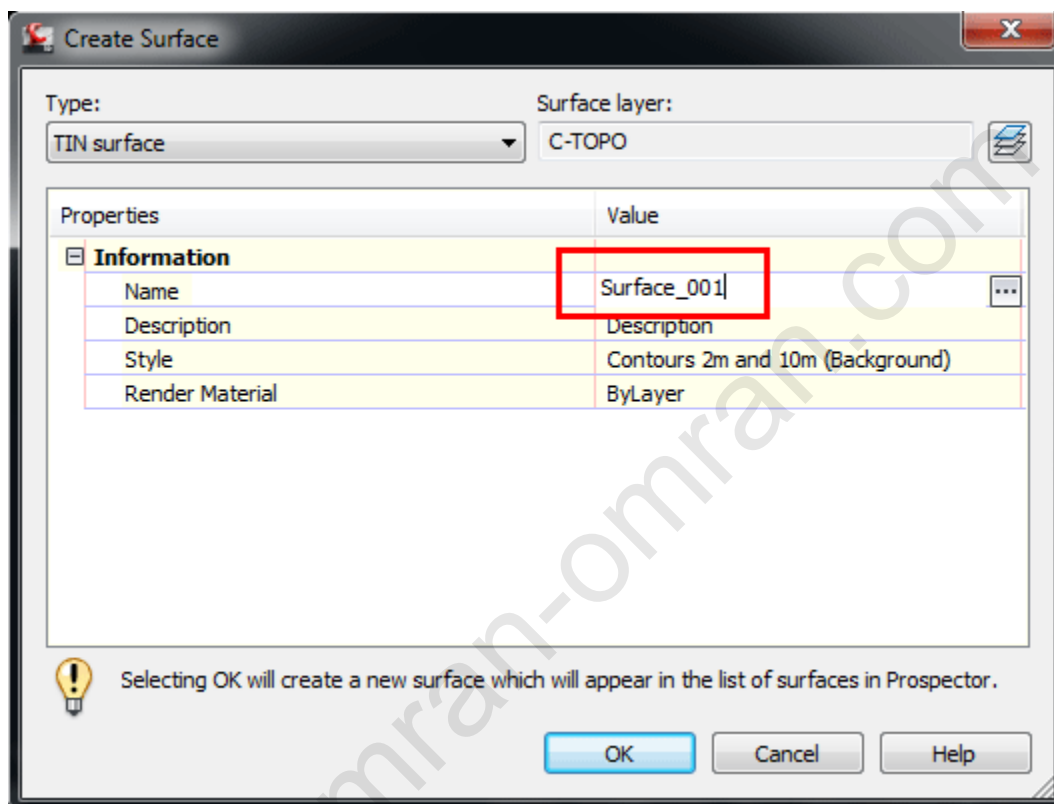 Create Surface
x
Type:
Surface layer:
TIN surface
C-TOPO
Properties Value
Information
Name Surface_001 ...
Description Description
Style Contours 2m and 10m (Background)
Render Material ByLayer
Selecting OK will create a new surface which will appear in the list of surfaces in Prospector.
OK Cancel Help
mran-omran.com